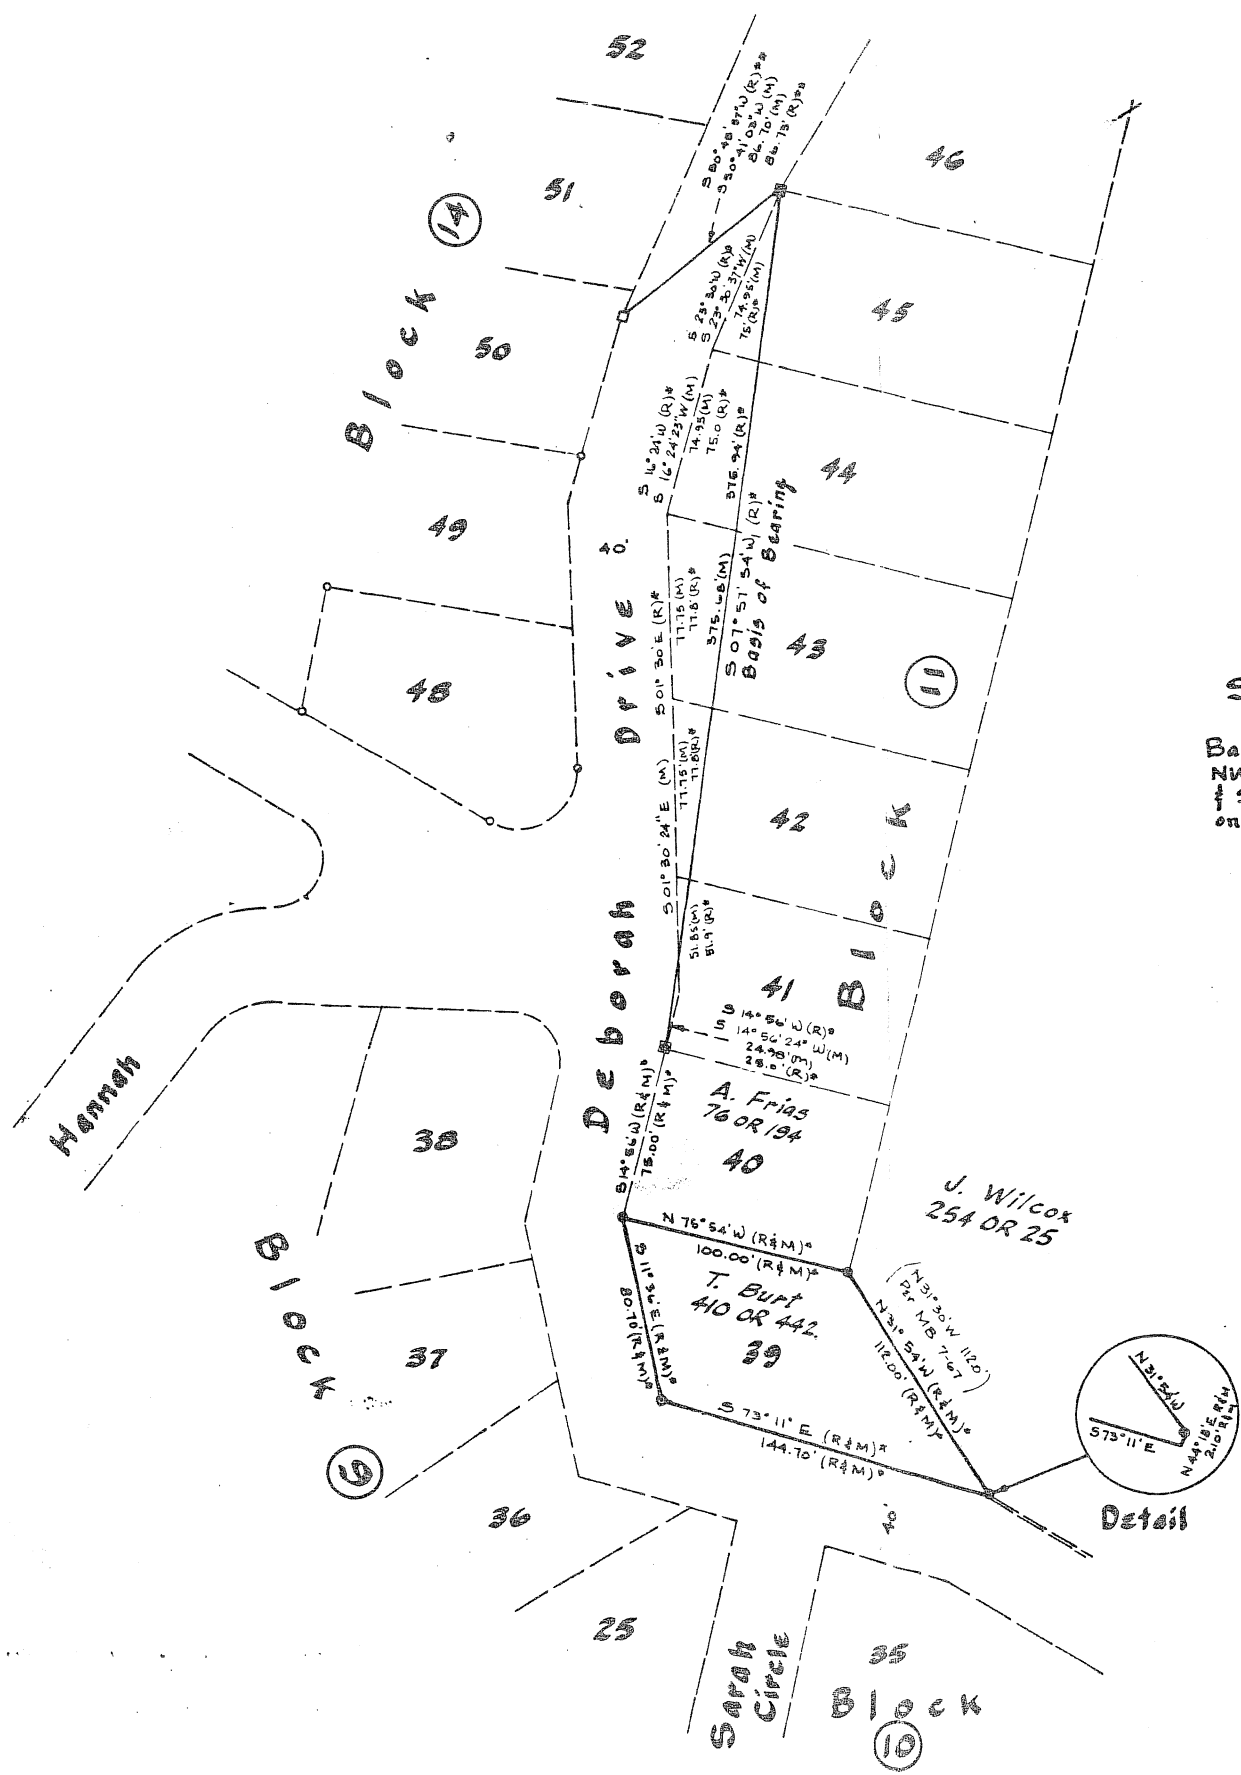 52
51
14
Block
50
49
48
46
45
44
43
11
42
41
Block
S 50° 41' 03" W (M)
86.70' (M)
86.73' (R)**
S 23° 30' W (R)*
S 23° 30' 37" W (M)
74.95' (M)
75' (R)* 
S 16° 24' W (R)*
S 16° 24' 23" W (M)
74.95 (M)
75.0 (R)*
375.94' (R)*
375.68' (M)
S 07° 57' 54" W, (R)*
Basis of Bearing
Drive
40.
S 01° 30' E (R)*
77.75 (M)
77.8' (R)*
S 01° 30' 24" E (M)
77.75' (M)
77.8 (R)*
51.85' (M)
51.9' (R)*
Deborah
S 14° 56' W (R)*
S 14° 56' 24" W (M)
24.98' (M)
25.0' (R)*
S 14° 56' W (R & M)*
75.00' (R & M)*
A. Frias
76 OR 194
40
Hannah
38
J. Wilcox
254 OR 25
N 75° 54' W (R & M)*
100.00' (R & M)*
T. Burt
410 OR 442.
39
S 11° 36' E (R & M)*
80.70' (R & M)*
(N 31° 30' W 112.0'
Per MB 7-67)
N 31° 54' W (R & M)*
112.00' (R & M)*
S 73° 11' E (R & M)*
144.70' (R & M)*
Block
37
9
36
N 31° 54' W
S 73° 11' E
N 44° 18' E R & M
2.10' R & M
Detail
40'
25
Sarah
Circle
35
Block
10